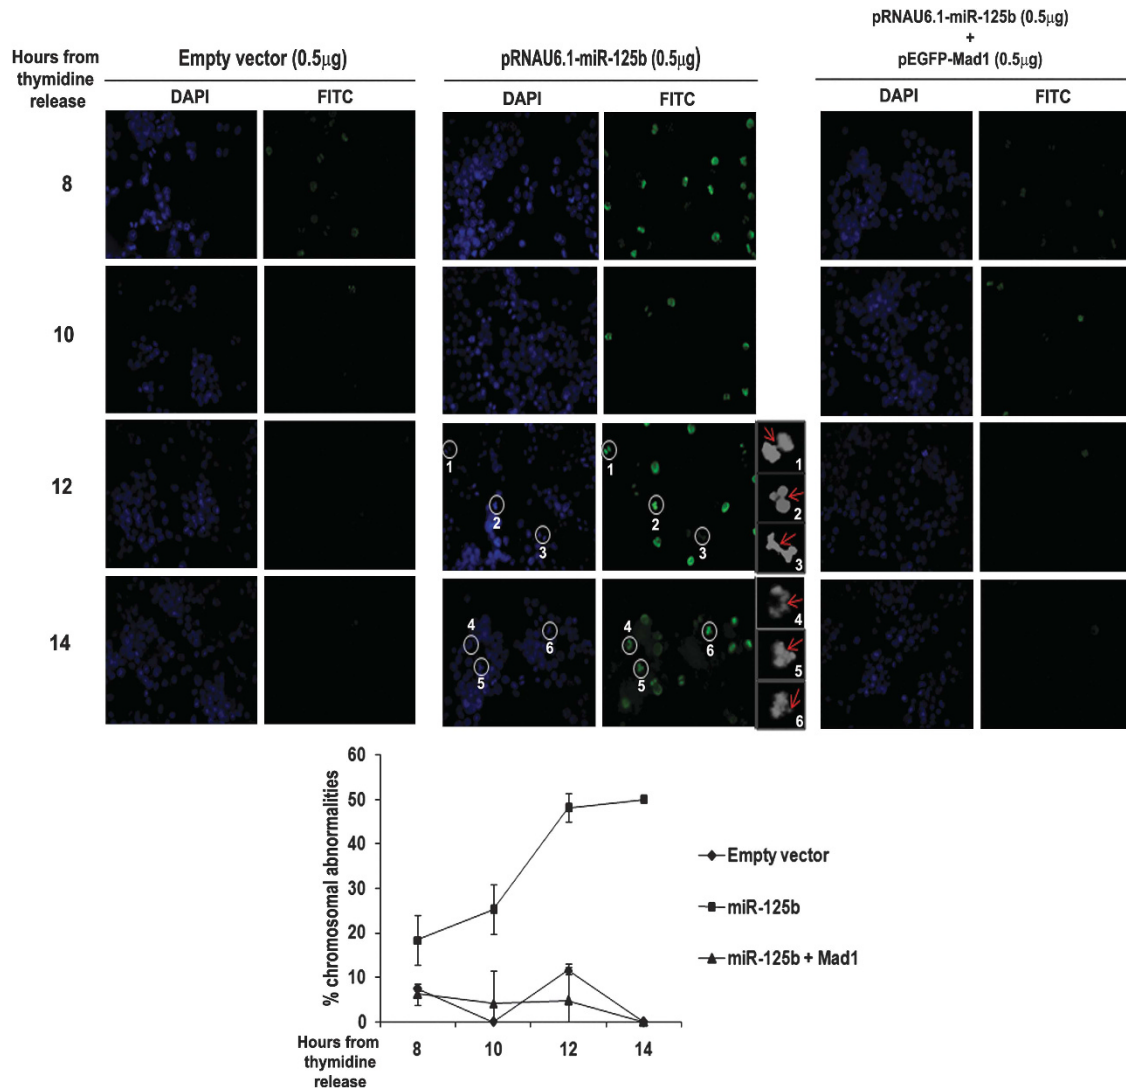 Hours from
thymidine
release
Empty vector (0.5µg)
DAPI
FITC
pRNAU6.1-miR-125b (0.5µg)
DAPI
FITC
pRNAU6.1-miR-125b (0.5µg)
+
pEGFP-Mad1 (0.5µg)
DAPI
FITC
8
10
12
1
2
3
1
2
3
1
2
3
14
4
5
6
4
5
6
4
5
6
% chromosomal abnormalities
60
50
40
30
20
10
0
Hours from
thymidine
release
8
10
12
14
Empty vector
miR-125b
miR-125b + Mad1